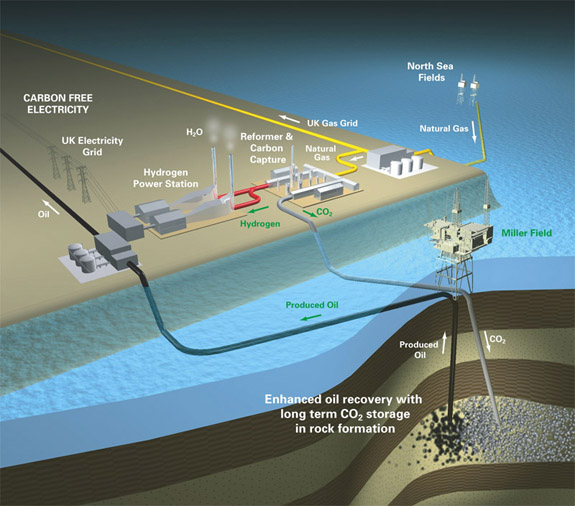 North Sea
Fields
CARBON FREE
ELECTRICITY
UK Gas Grid
Natural Gas
H₂O
Reformer &
Carbon
Capture
Natural
Gas
UK Electricity
Grid
Hydrogen
Power Station
Oil
CO₂
Hydrogen
Miller Field
Produced Oil
Produced
Oil
CO₂
Enhanced oil recovery with
long term CO₂ storage
in rock formation